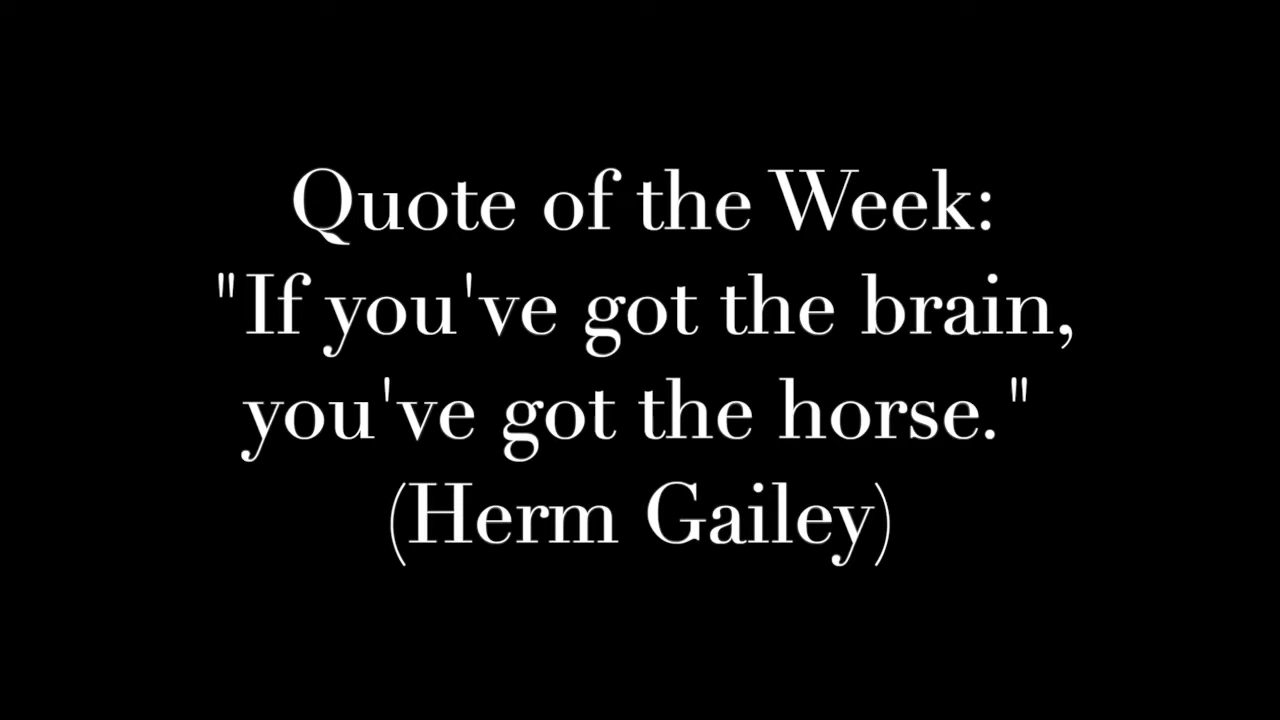 Quote of the Week:
"If you've got the brain,
you've got the horse."
(Herm Gailey)